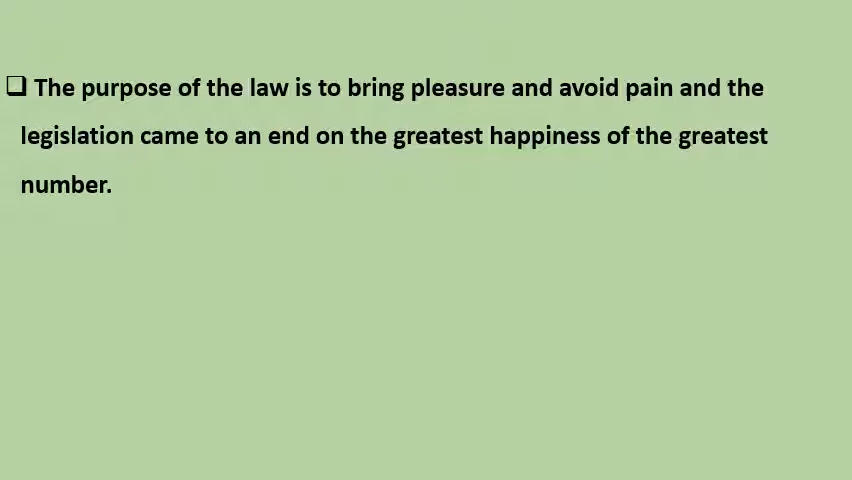 ❑ The purpose of the law is to bring pleasure and avoid pain and the
legislation came to an end on the greatest happiness of the greatest
number.